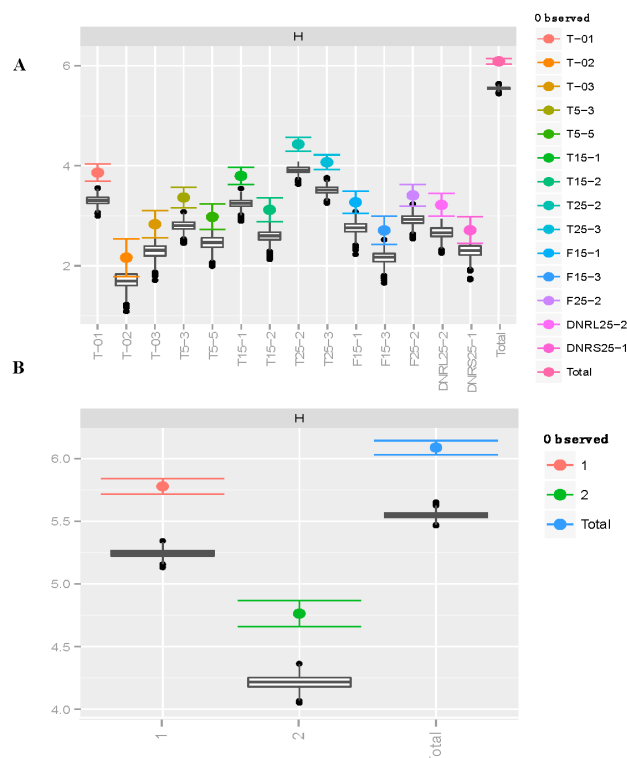 A
H
6
4
2
T-01
T-02
T-03
T5-3
T5-5
T15-1
T15-2
T25-2
T25-3
F15-1
F15-3
F25-2
DNRL25-2
DNRS25-1
Total
0 bserved
T-01
T-02
T-03
T5-3
T5-5
T15-1
T15-2
T25-2
T25-3
F15-1
F15-3
F25-2
DNRL25-2
DNRS25-1
Total
B
H
6.0
5.5
5.0
4.5
4.0
1
2
otal
0 bserved
1
2
Total